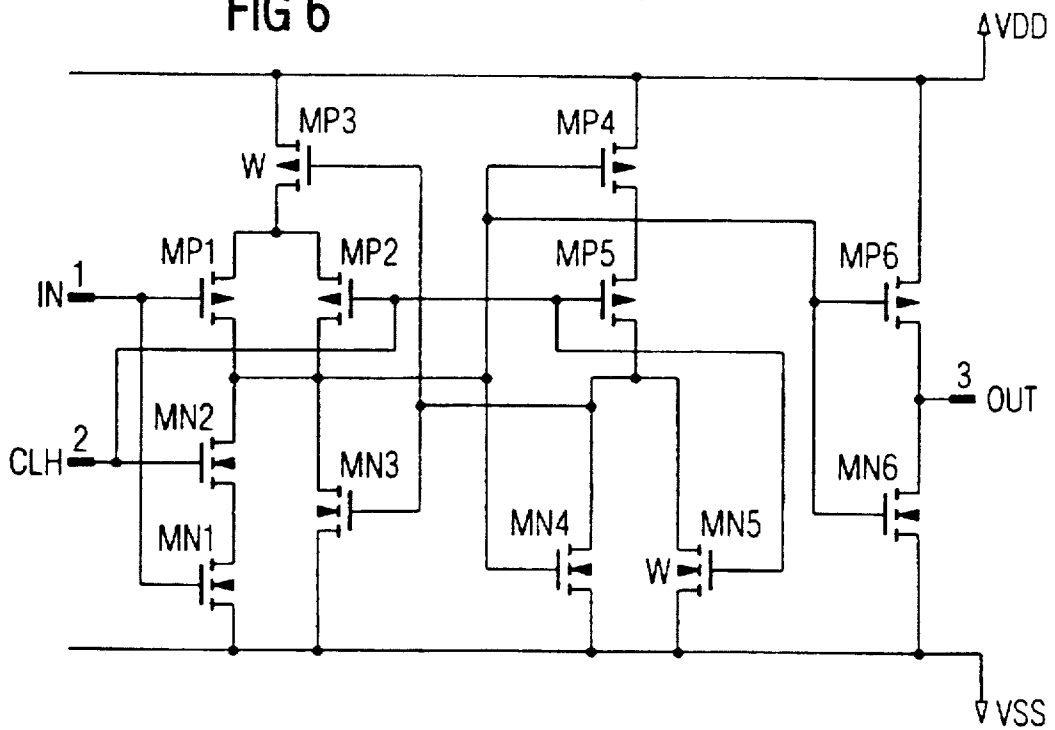 FIG 6
VDD
MP3
MP4
W
MP1
MP2
MP5
MP6
IN 1
3
OUT
MN2
CLH 2
MN3
MN6
MN1
MN4
MN5
W
VSS